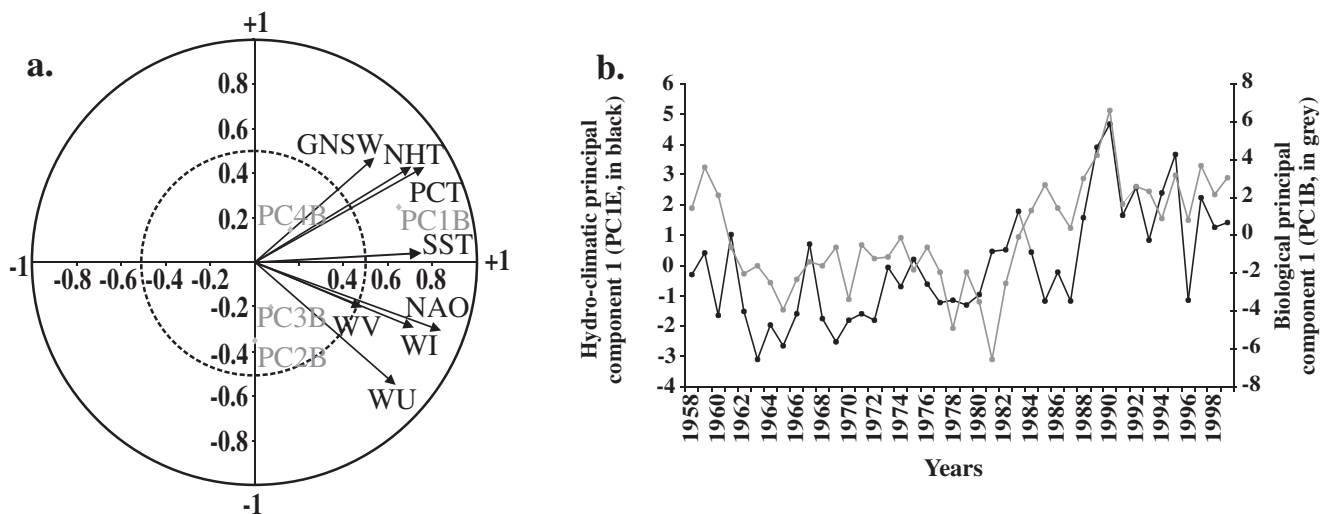 a.
+1
0.8
0.6
0.4
0.2
-0.2
-0.4
-0.6
-0.8
-1
-1
-0.8 -0.6 -0.4 -0.2
0.2 0.4 0.6 0.8
+1
GNSW
NHT
PCT
PC4B
PC1B
SST
NAO
PC3B
WV
WI
PC2B
WU
b.
Hydro-climatic principal
component 1 (PC1E, in black)
6
5
4
3
2
1
0
-1
-2
-3
-4
8
6
4
2
0
-2
-4
-6
-8
Biological principal
component 1 (PC1B, in grey)
1958 1960 1962 1964 1966 1968 1970 1972 1974 1976 1978 1980 1982 1984 1986 1988 1990 1992 1994 1996 1998
Years